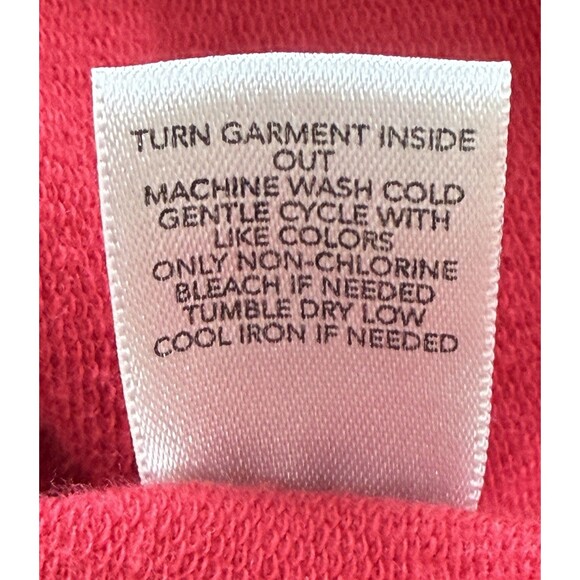 TURN GARMENT INSIDE
OUT
MACHINE WASH COLD
GENTLE CYCLE WITH
LIKE COLORS
ONLY NON-CHLORINE
BLEACH IF NEEDED
TUMBLE DRY LOW
COOL IRON IF NEEDED